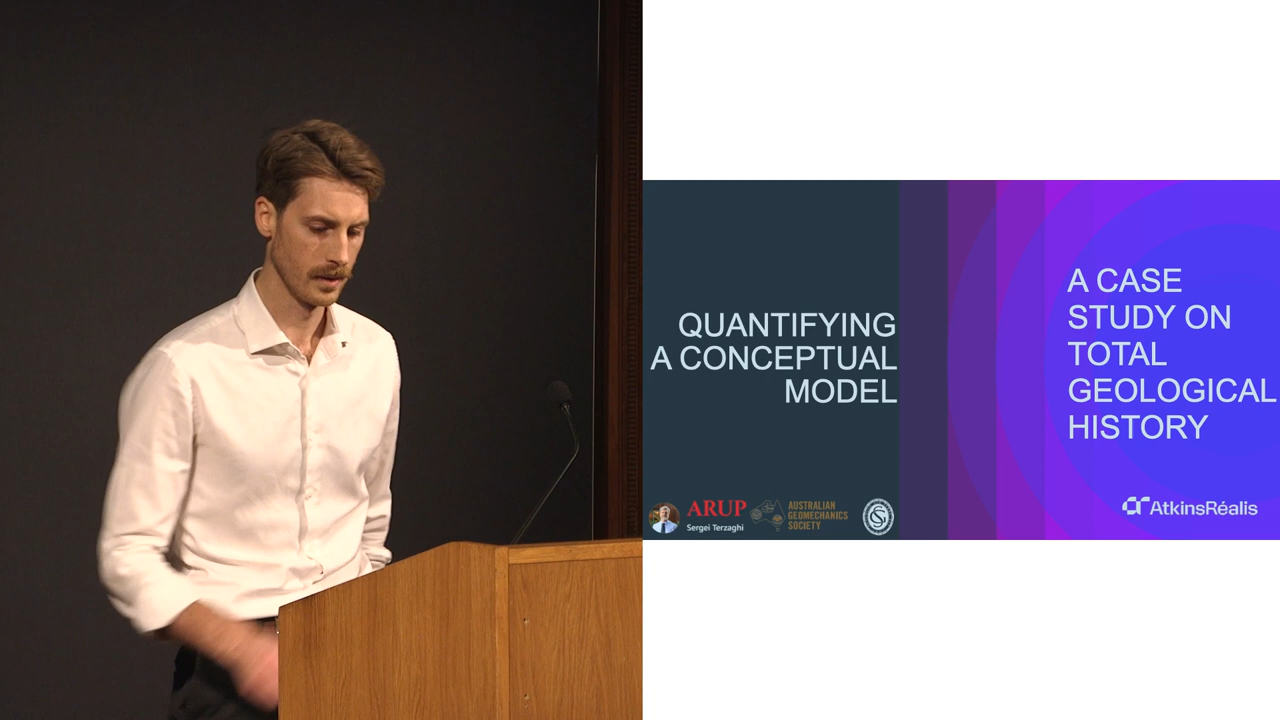 QUANTIFYING
A CONCEPTUAL
MODEL
A CASE
STUDY ON
TOTAL
GEOLOGICAL
HISTORY
ARUP
Sergei Terzaghi
AUSTRALIAN
GEOMECHANICS
SOCIETY
AtkinsRéalis